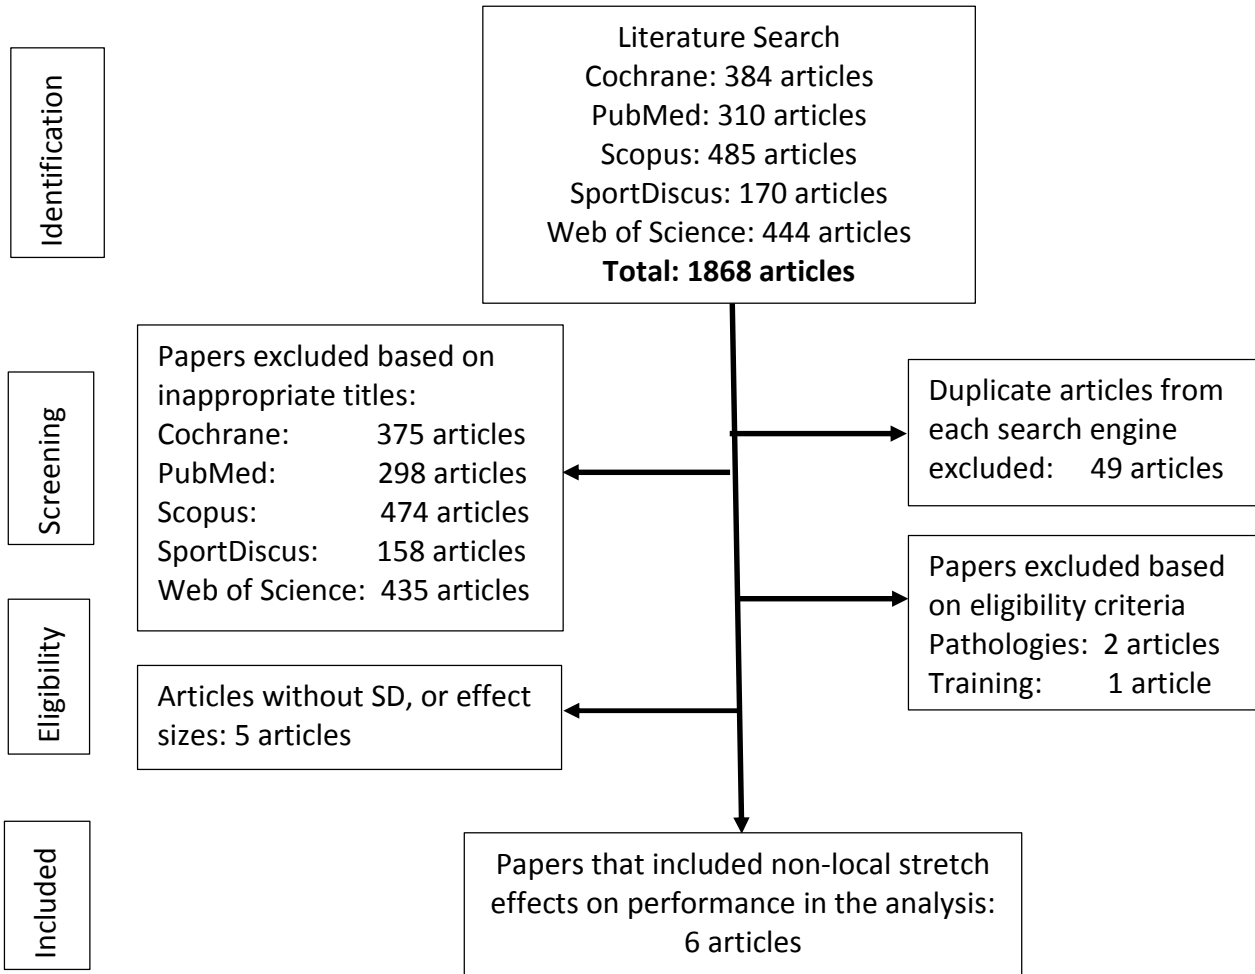 Identification
Literature Search
Cochrane: 384 articles
PubMed: 310 articles
Scopus: 485 articles
SportDiscus: 170 articles
Web of Science: 444 articles
Total: 1868 articles
Screening
Papers excluded based on
inappropriate titles:
Cochrane: 375 articles
PubMed: 298 articles
Scopus: 474 articles
SportDiscus: 158 articles
Web of Science: 435 articles
Duplicate articles from
each search engine
excluded: 49 articles
Eligibility
Papers excluded based
on eligibility criteria
Pathologies: 2 articles
Training: 1 article
Articles without SD, or effect
sizes: 5 articles
Included
Papers that included non-local stretch
effects on performance in the analysis:
6 articles